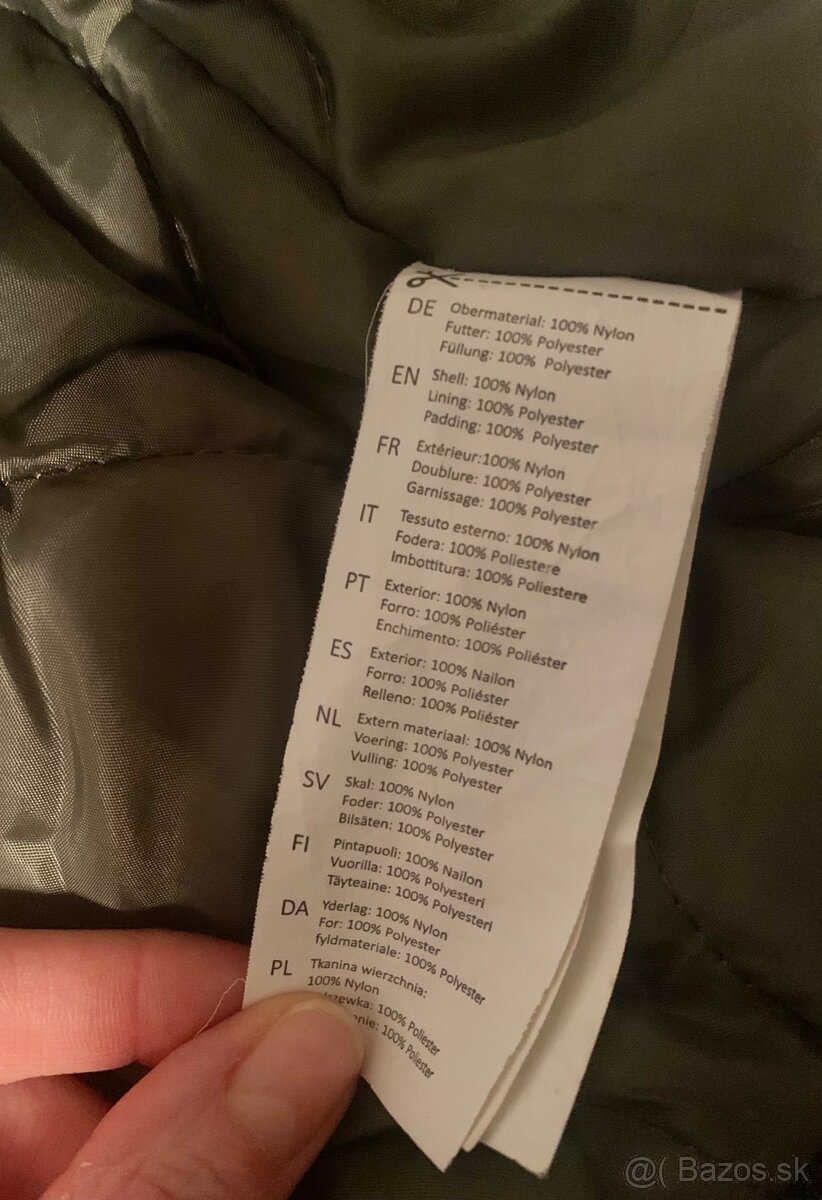 DE Obermaterial: 100% Nylon
Futter: 100% Polyester
Füllung: 100% Polyester
EN Shell: 100% Nylon
Lining: 100% Polyester
Padding: 100% Polyester
FR Extérieur:100% Nylon
Doublure: 100% Polyester
Garnissage: 100% Polyester
IT Tessuto esterno: 100% Nylon
Fodera: 100% Poliestere
Imbottitura: 100% Poliestere
PT Exterior: 100% Nylon
Forro: 100% Poliéster
Enchimento: 100% Poliéster
ES Exterior: 100% Nailon
Forro: 100% Poliéster
Relleno: 100% Poliéster
NL Extern materiaal: 100% Nylon
Voering: 100% Polyester
Vulling: 100% Polyester
SV Skal: 100% Nylon
Foder: 100% Polyester
Bilsäten: 100% Polyester
FI Pintapuoli: 100% Nailon
Vuorilla: 100% Polyesteri
Täyteaine: 100% Polyesteri
DA Yderlag: 100% Nylon
For: 100% Polyester
fyldmateriale: 100% Polyester
PL Tkanina wierzchnia:
100% Nylon
100% Poliester
100% Poliester
@( Bazos.sk